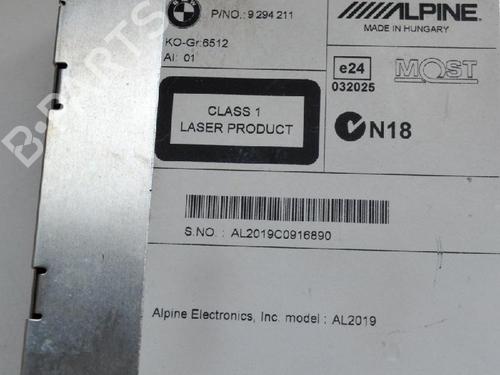 P/NO.: 9 294 211
ALPINE
MADE IN HUNGARY
KO-Gr:6512
AI: 01
e24
032025
MOST
CLASS 1
LASER PRODUCT
N18
S.NO. : AL2019C0916890
Alpine Electronics, Inc. model : AL2019
B-PARTS